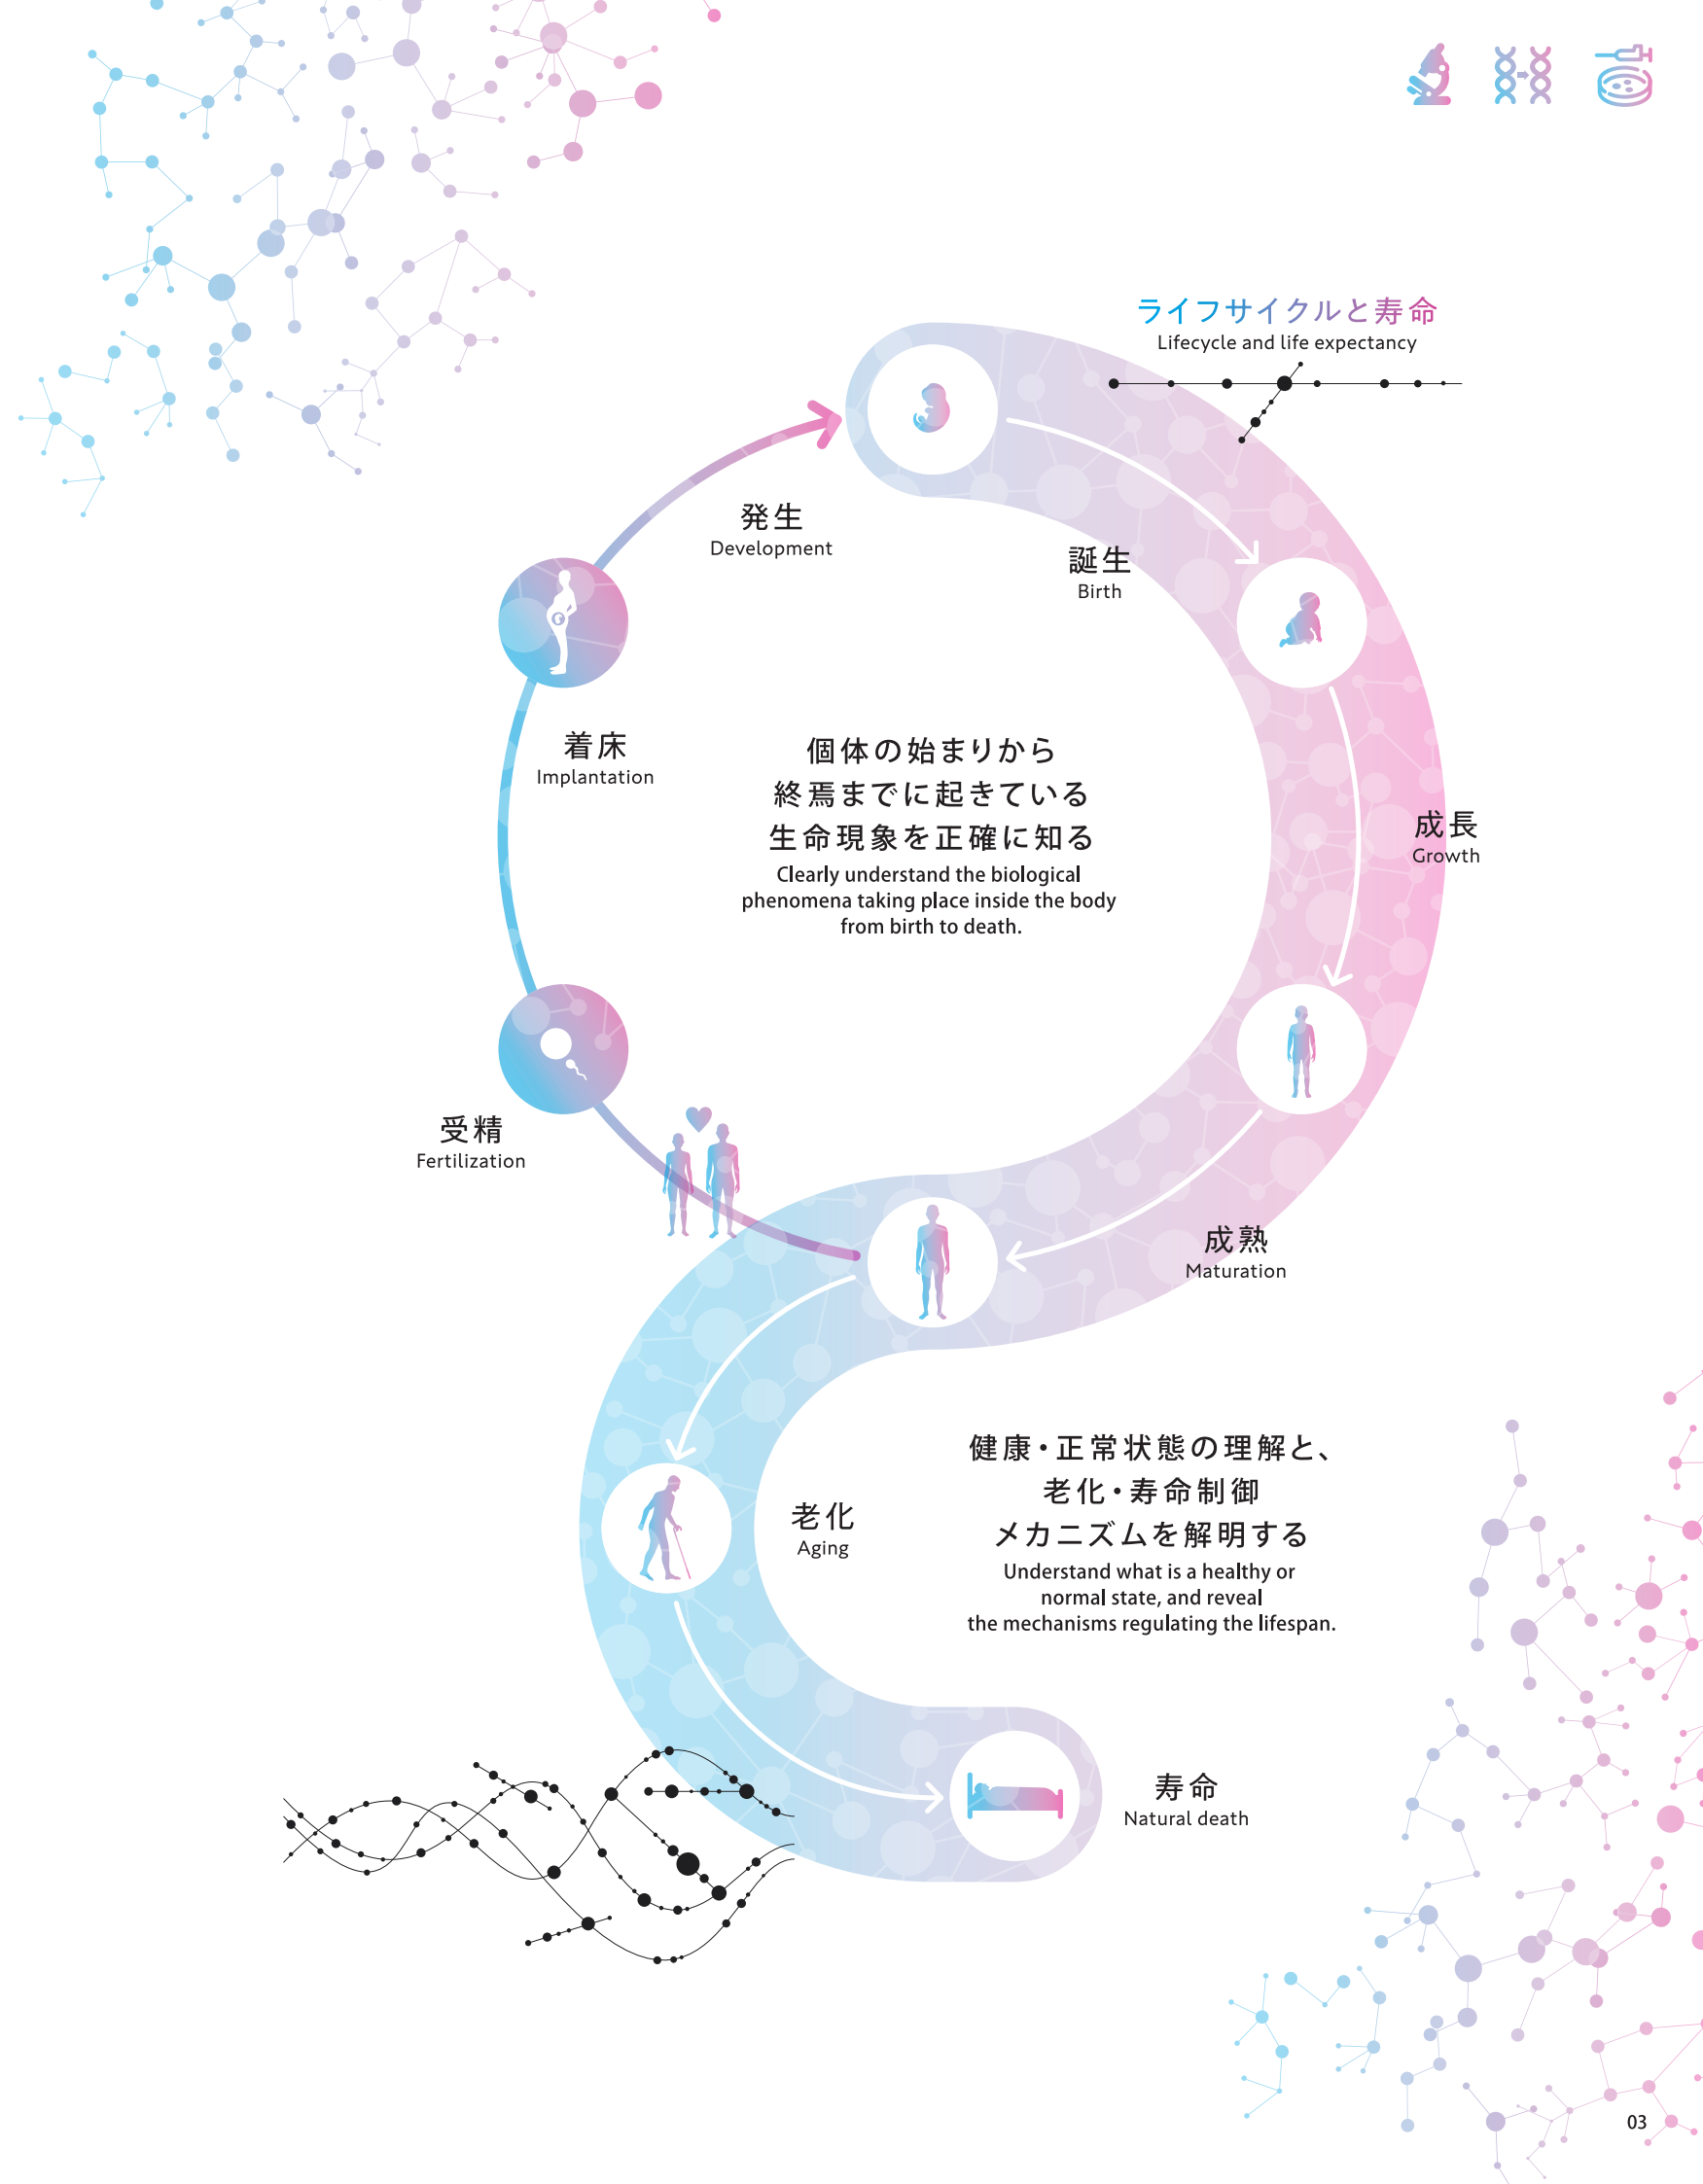 ライフサイクルと寿命
Lifecycle and life expectancy
発生
Development
誕生
Birth
着床
Implantation
個体の始まりから
終焉までに起きている
生命現象を正確に知る
Clearly understand the biological
phenomena taking place inside the body
from birth to death.
成長
Growth
受精
Fertilization
成熟
Maturation
健康・正常状態の理解と、
老化・寿命制御
メカニズムを解明する
Understand what is a healthy or
normal state, and reveal
the mechanisms regulating the lifespan.
老化
Aging
寿命
Natural death
03